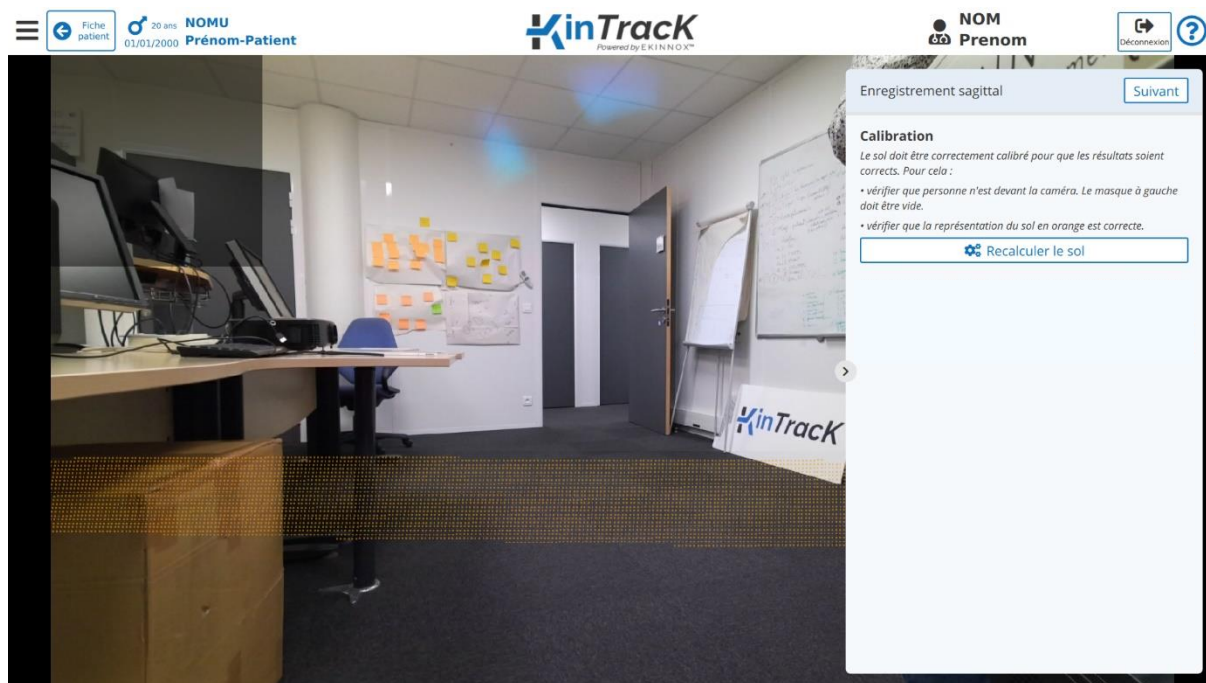 Fiche
patient
20 ans NOMU
01/01/2000 Prénom-Patient
KinTracK
Powered by EKINNOX™
NOM
Prenom
Déconnexion
?
Enregistrement sagittal
Suivant
Calibration
Le sol doit être correctement calibré pour que les résultats soient
corrects. Pour cela :
• vérifier que personne n'est devant la caméra. Le masque à gauche
doit être vide.
• vérifier que la représentation du sol en orange est correcte.
Recalculer le sol
KinTracK